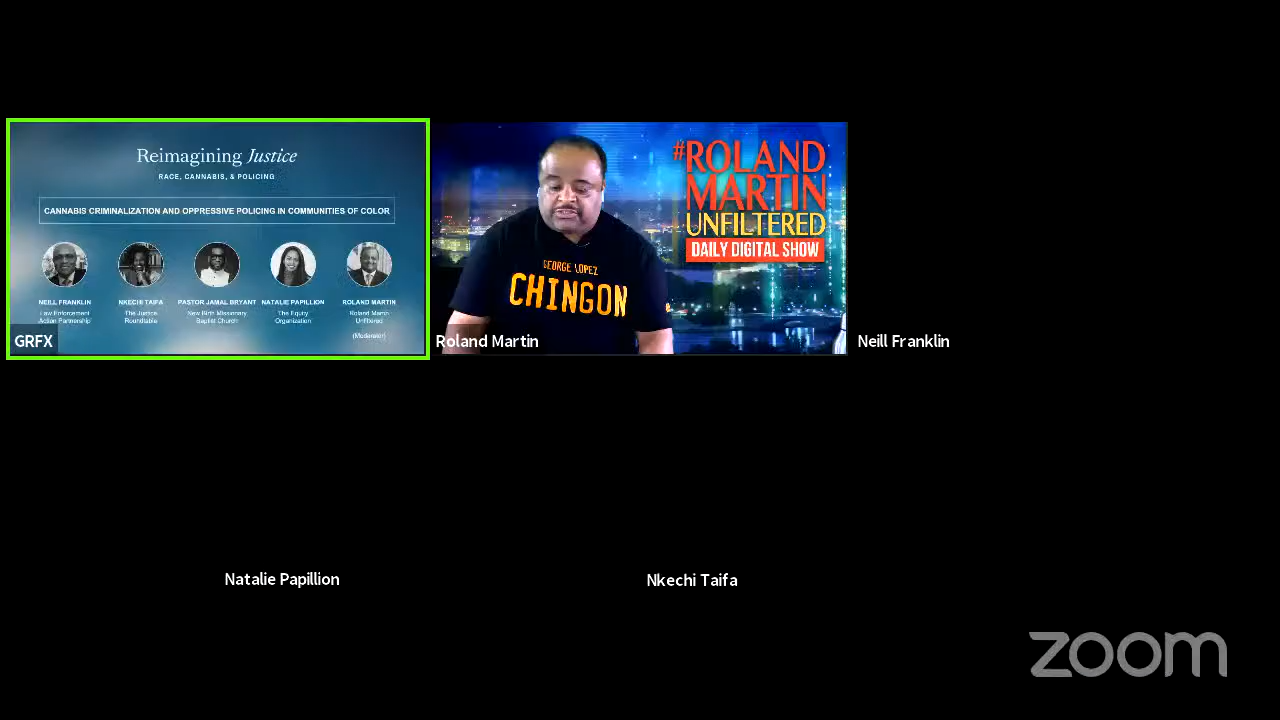 Reimagining Justice
RACE, CANNABIS, & POLICING
CANNABIS CRIMINALIZATION AND OPPRESSIVE POLICING IN COMMUNITIES OF COLOR
NEILL FRANKLIN
Law Enforcement
Action Partnership
NKECHI TAIFA
The Justice
Roundtable
PASTOR JAMAL BRYANT
New Birth Missionary
Baptist Church
NATALIE PAPILLION
The Equity
Organization
ROLAND MARTIN
Roland Martin
Unfiltered
(Moderator)
GRFX
#ROLAND
MARTIN
UNFILTERED
DAILY DIGITAL SHOW
GEORGE LOPEZ
CHINGON
Roland Martin
Neill Franklin
Natalie Papillion
Nkechi Taifa
zoom